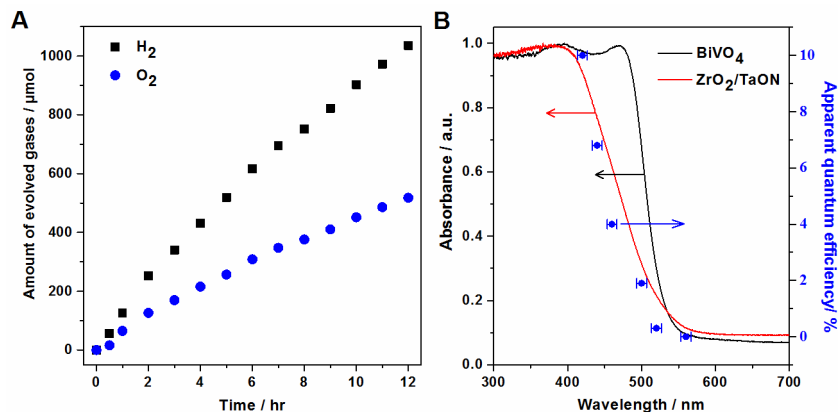 A
H2
O2
1000
800
600
400
200
0
0
2
4
6
8
10
12
Amount of evolved gases / μmol
Time / hr
B
BiVO4
ZrO2/TaON
1.0
0.8
0.6
0.4
0.2
0.0
300
400
500
600
700
10
8
6
4
2
0
Absorbance / a.u.
Wavelength / nm
Apparent quantum efficiency/ %